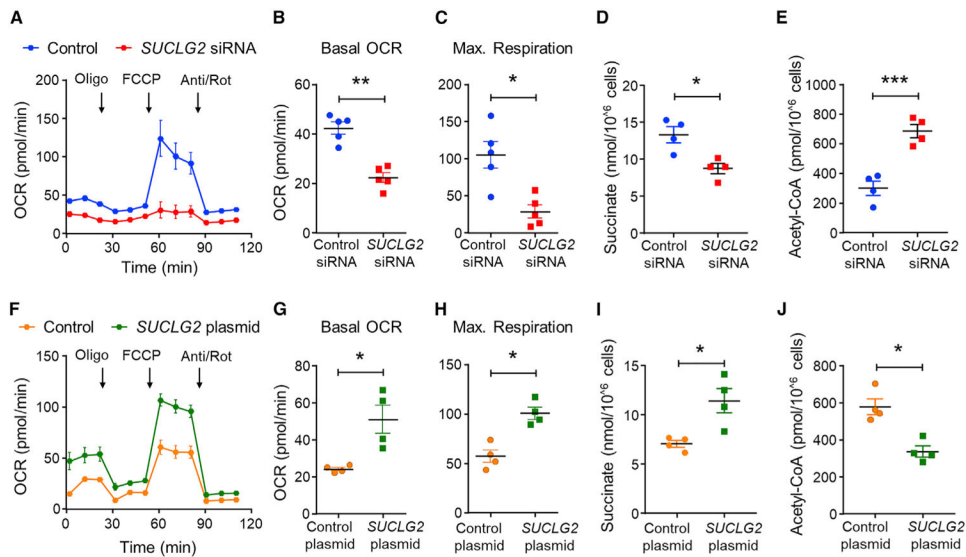 A
Control SUCLG2 siRNA
Oligo FCCP Anti/Rot
OCR (pmol/min)
200
150
100
50
0
0 30 60 90 120
Time (min)
B
Basal OCR
**
OCR (pmol/min)
60
40
20
0
Control siRNA
SUCLG2 siRNA
C
Max. Respiration
*
OCR (pmol/min)
200
150
100
50
0
Control siRNA
SUCLG2 siRNA
D
*
Succinate (nmol/10^6 cells)
20
15
10
5
0
Control siRNA
SUCLG2 siRNA
E
***
Acetyl-CoA (pmol/10^6 cells)
1000
800
600
400
200
0
Control siRNA
SUCLG2 siRNA
F
Control SUCLG2 plasmid
Oligo FCCP Anti/Rot
OCR (pmol/min)
150
100
50
0
0 30 60 90 120
Time (min)
G
Basal OCR
*
OCR (pmol/min)
80
60
40
20
0
Control plasmid
SUCLG2 plasmid
H
Max. Respiration
*
OCR (pmol/min)
150
100
50
0
Control plasmid
SUCLG2 plasmid
I
*
Succinate (nmol/10^6 cells)
15
10
5
0
Control plasmid
SUCLG2 plasmid
J
*
Acetyl-CoA (pmol/10^6 cells)
800
600
400
200
0
Control plasmid
SUCLG2 plasmid